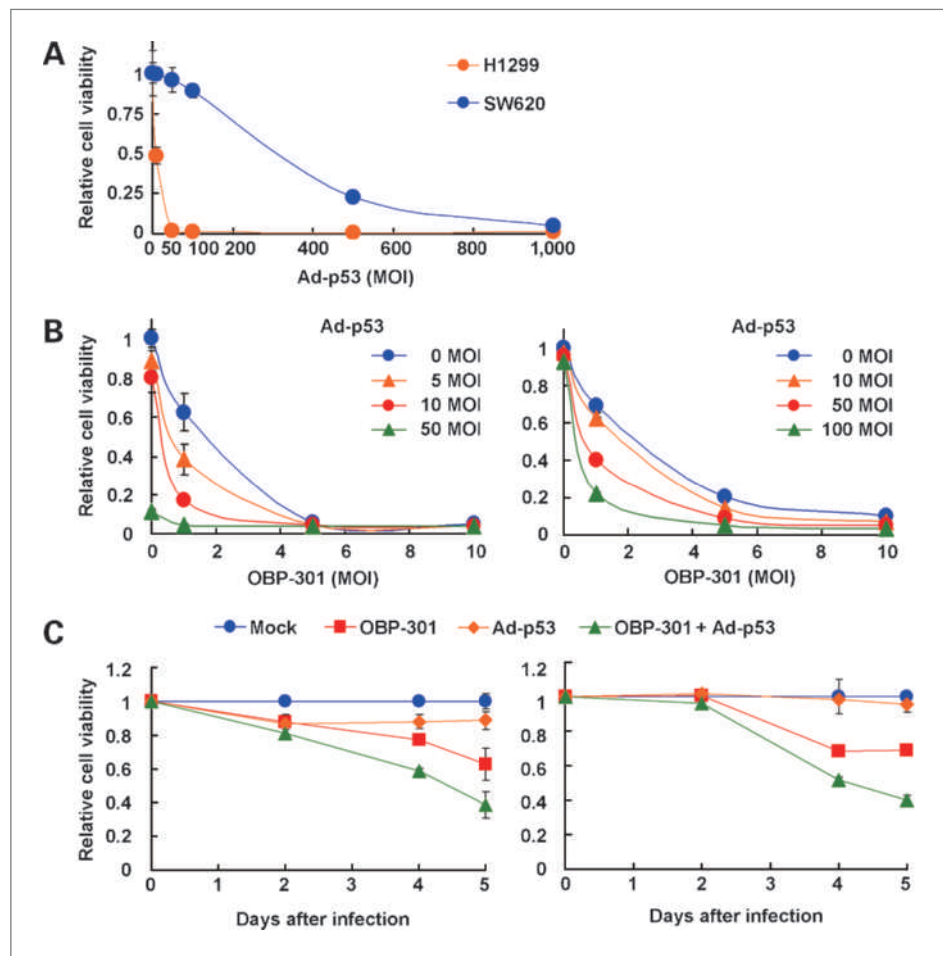 A
Relative cell viability
1
0.75
0.5
0.25
0
H1299
SW620
0 50 100 200 400 600 800 1,000
Ad-p53 (MOI)
B
Relative cell viability
1
0.8
0.6
0.4
0.2
0
Ad-p53
0 MOI
5 MOI
10 MOI
50 MOI
0 2 4 6 8 10
OBP-301 (MOI)
1
0.8
0.6
0.4
0.2
0
Ad-p53
0 MOI
10 MOI
50 MOI
100 MOI
0 2 4 6 8 10
OBP-301 (MOI)
C
Mock OBP-301 Ad-p53 OBP-301 + Ad-p53
Relative cell viability
1.2
1
0.8
0.6
0.4
0.2
0
0 1 2 3 4 5
Days after infection
1.2
1
0.8
0.6
0.4
0.2
0
0 1 2 3 4 5
Days after infection